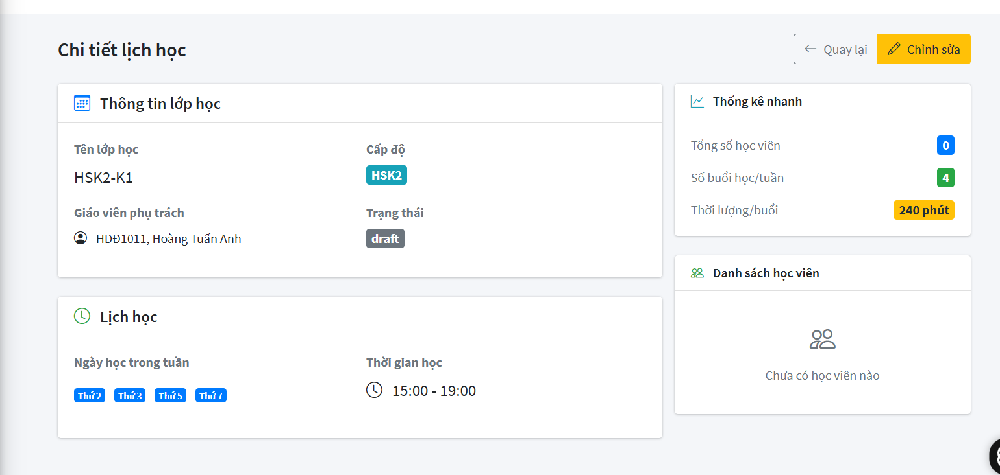 Chi tiết lịch học
Quay lại
Chỉnh sửa
Thông tin lớp học
Tên lớp học
HSK2-K1
Cấp độ
HSK2
Giáo viên phụ trách
HDĐ1011, Hoàng Tuấn Anh
Trạng thái
draft
Lịch học
Ngày học trong tuần
Thứ 2 Thứ 3 Thứ 5 Thứ 7
Thời gian học
15:00 - 19:00
Thống kê nhanh
Tổng số học viên 0
Số buổi học/tuần 4
Thời lượng/buổi 240 phút
Danh sách học viên
Chưa có học viên nào